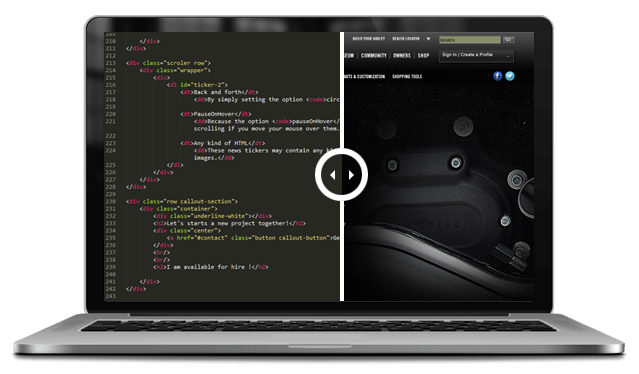 209
210 </div>
211 </div>
212
213 <div class="scroler row">
214 <div class="wrapper">
215 <div>
216 <dl id="ticker-2">
217 <dt>Back and forth</dt>
218 <dd>By simply setting the option <code>circ
219
220 <dt>PauseOnHover</dt>
221 <dd>Because the option <code>pauseOnHover</
scrolling if you move your mouse over them.
222
223 <dt>Any kind of HTML</dt>
224 <dd>These news tickers may contain any
images.</dd>
225 </dl>
226 </div>
227 </div>
228 </div>
229
230 <div class="row callout-section">
231 <div class="container">
232 <div class="underline-white"></div>
233 <h2>Let's starts a new project together!</h2>
234 <div class="center">
235 <a href="#contact" class="button callout-button">Ge
236 </div>
237 <br/>
238 <br/>
239 <h2>I am available for hire !</h2>
240
241 </div>
242 </div>
243
BUILD YOUR HARLEY | DEALER LOCATOR |
SEARCH GO
SEUM | COMMUNITY | OWNERS | SHOP
Sign In | Create a Profile
ARTS & CUSTOMIZATION SHOPPING TOOLS